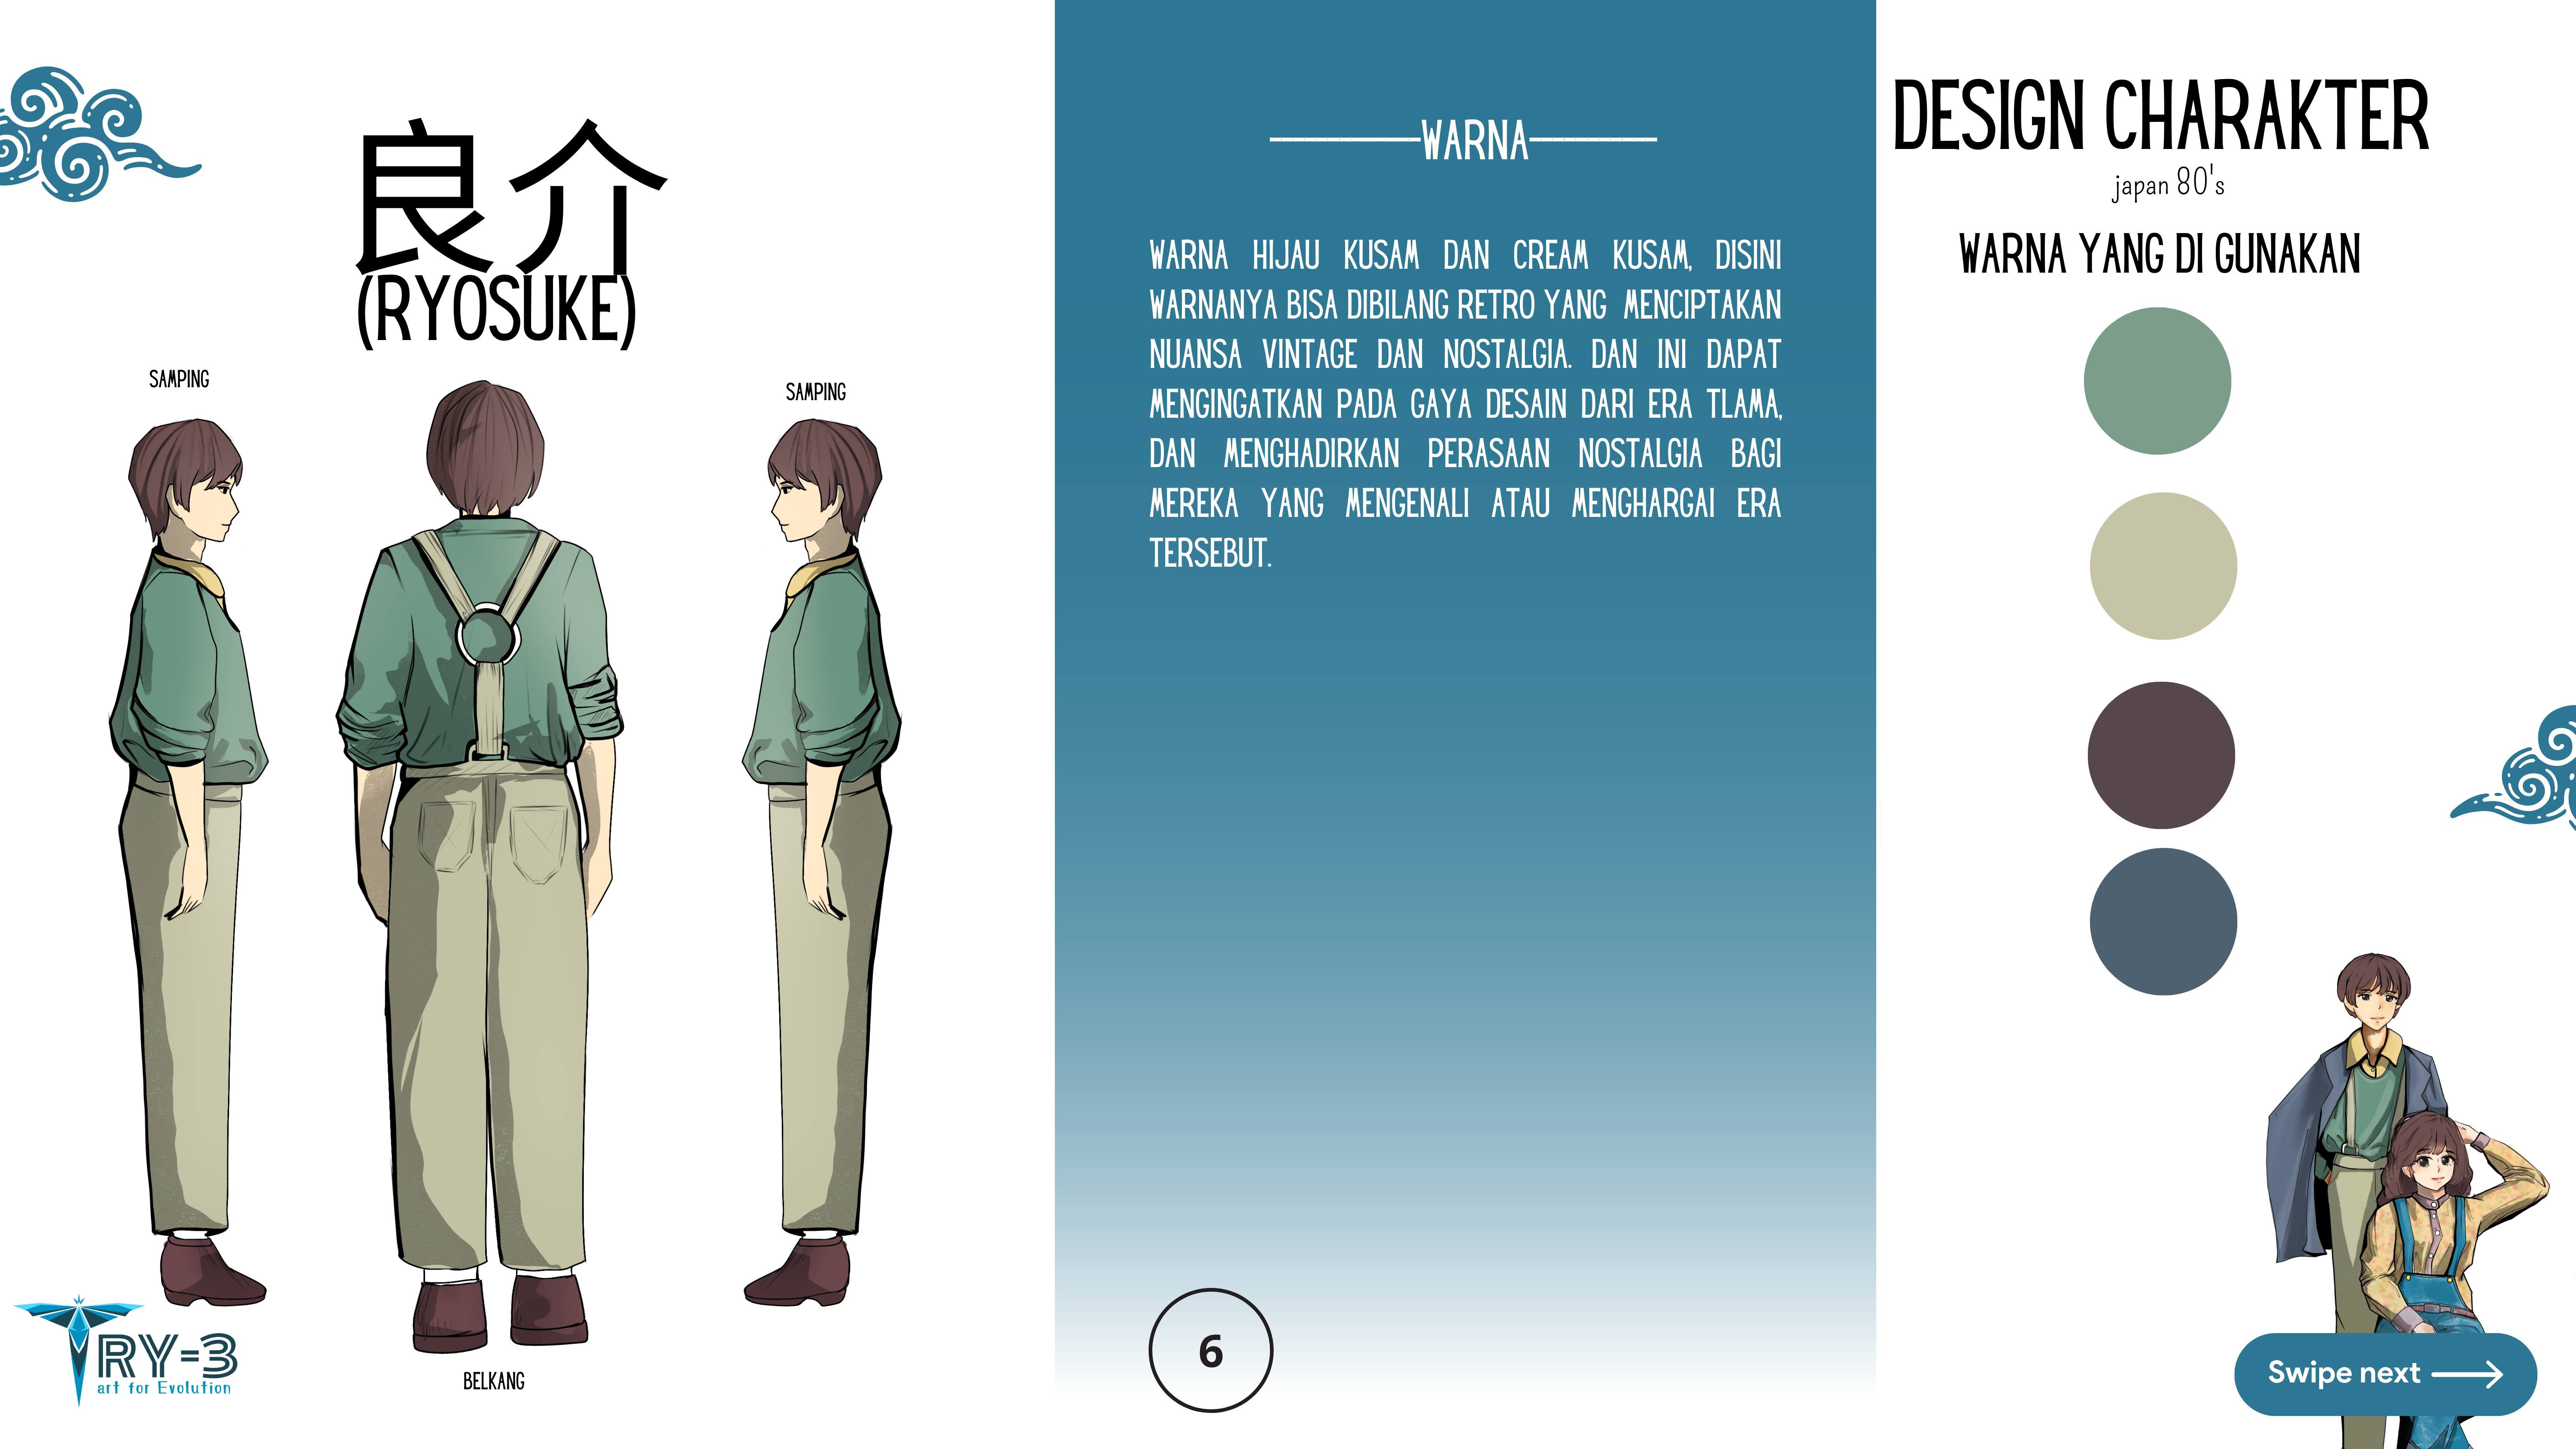 良介
(RYOSUKE)
SAMPING
SAMPING
BELKANG
TRY-3
art for Evolution
WARNA
WARNA HIJAU KUSAM DAN CREAM KUSAM, DISINI
WARNANYA BISA DIBILANG RETRO YANG MENCIPTAKAN
NUANSA VINTAGE DAN NOSTALGIA. DAN INI DAPAT
MENGINGATKAN PADA GAYA DESAIN DARI ERA TLAMA,
DAN MENGHADIRKAN PERASAAN NOSTALGIA BAGI
MEREKA YANG MENGENALI ATAU MENGHARGAI ERA
TERSEBUT.
6
DESIGN CHARAKTER
japan 80's
WARNA YANG DI GUNAKAN
Swipe next